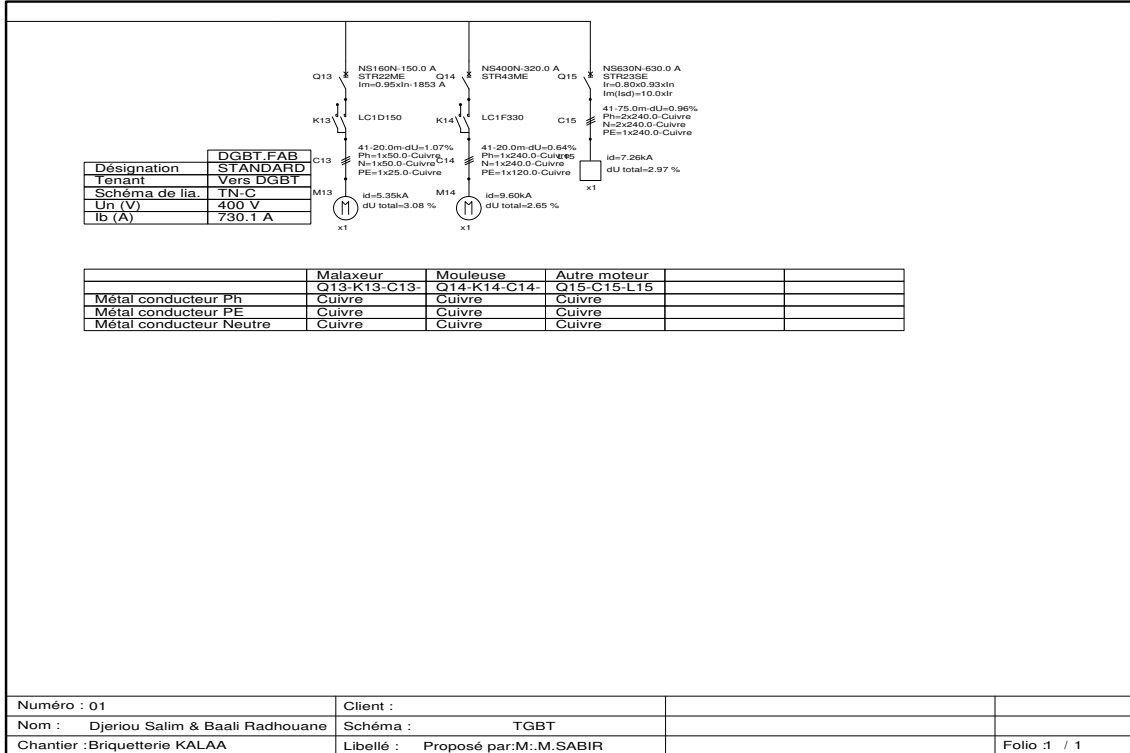 Q13
NS160N-150.0 A
STR22ME
Im=0.95xIn-1853 A
Q14
NS400N-320.0 A
STR43ME
Q15
NS630N-630.0 A
STR23SE
Ir=0.80x0.93xIn
Im(Isd)=10.0xIr
K13
LC1D150
K14
LC1F330
C15
41-75.0m-dU=0.96%
Ph=2x240.0-Cuivre
N=2x240.0-Cuivre
PE=1x240.0-Cuivre
C13
41-20.0m-dU=1.07%
Ph=1x50.0-Cuivre
N=1x50.0-Cuivre
PE=1x25.0-Cuivre
C14
41-20.0m-dU=0.64%
Ph=1x240.0-Cuivre
N=1x240.0-Cuivre
PE=1x120.0-Cuivre
L15
id=7.26kA
dU total=2.97 %
x1
M13
M
id=5.35kA
dU total=3.08 %
x1
M14
M
id=9.60kA
dU total=2.65 %
x1
DGBT.FAB
Désignation STANDARD
Tenant Vers DGBT
Schéma de lia. TN-C
Un (V) 400 V
Ib (A) 730.1 A
Malaxeur Mouleuse Autre moteur
Q13-K13-C13- Q14-K14-C14- Q15-C15-L15
Métal conducteur Ph Cuivre Cuivre Cuivre
Métal conducteur PE Cuivre Cuivre Cuivre
Métal conducteur Neutre Cuivre Cuivre Cuivre
Numéro : 01 Client :
Nom : Djeriou Salim & Baali Radhouane Schéma : TGBT
Chantier :Briquetterie KALAA Libellé : Proposé par:M:.M.SABIR Folio :1 / 1